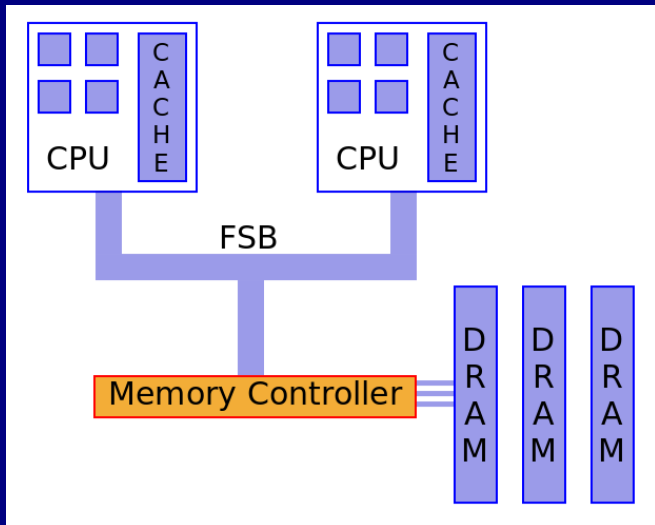 CACHE
CPU
CACHE
CPU
FSB
Memory Controller
DRAM
DRAM
DRAM